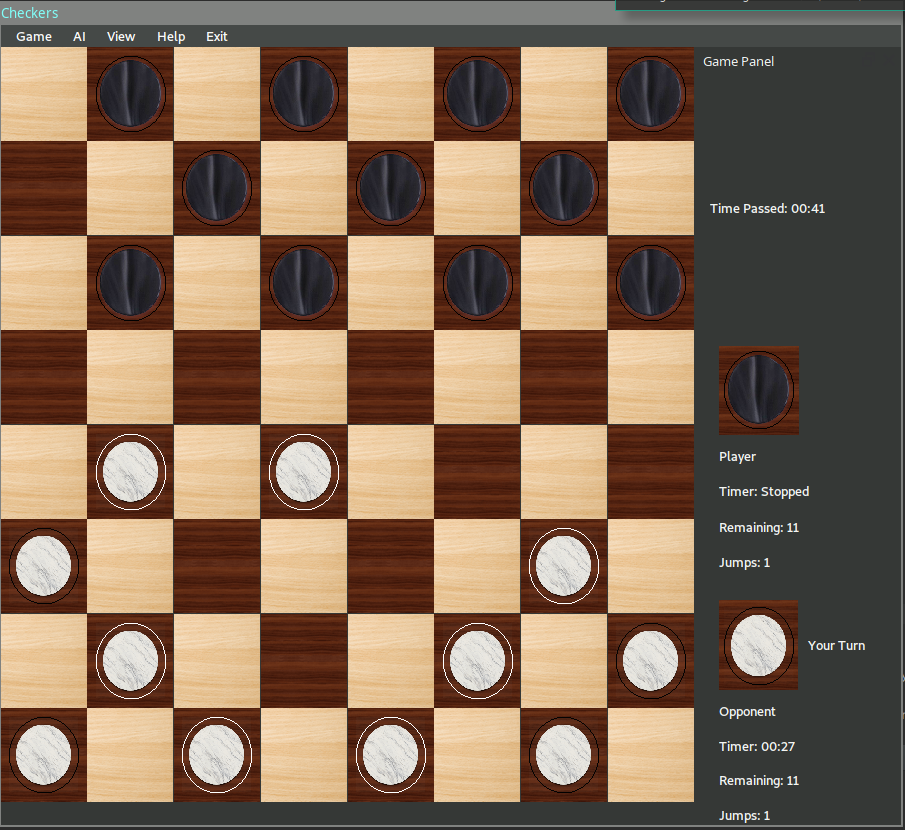 Checkers
Game AI View Help Exit
Game Panel
Time Passed: 00:41
Player
Timer: Stopped
Remaining: 11
Jumps: 1
Your Turn
Opponent
Timer: 00:27
Remaining: 11
Jumps: 1